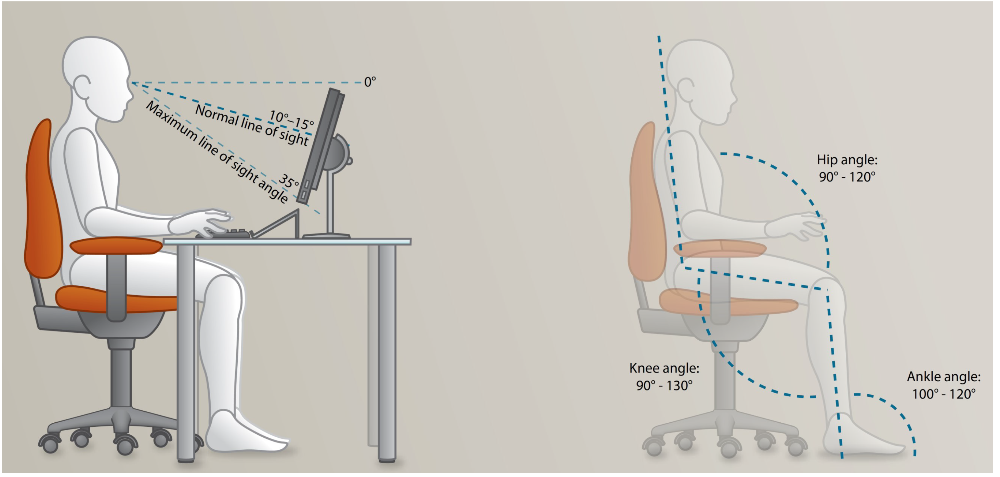 0°
10°–15°
Normal line of sight
35°
Maximum line of sight angle
Hip angle:
90° - 120°
Knee angle:
90° - 130°
Ankle angle:
100° - 120°